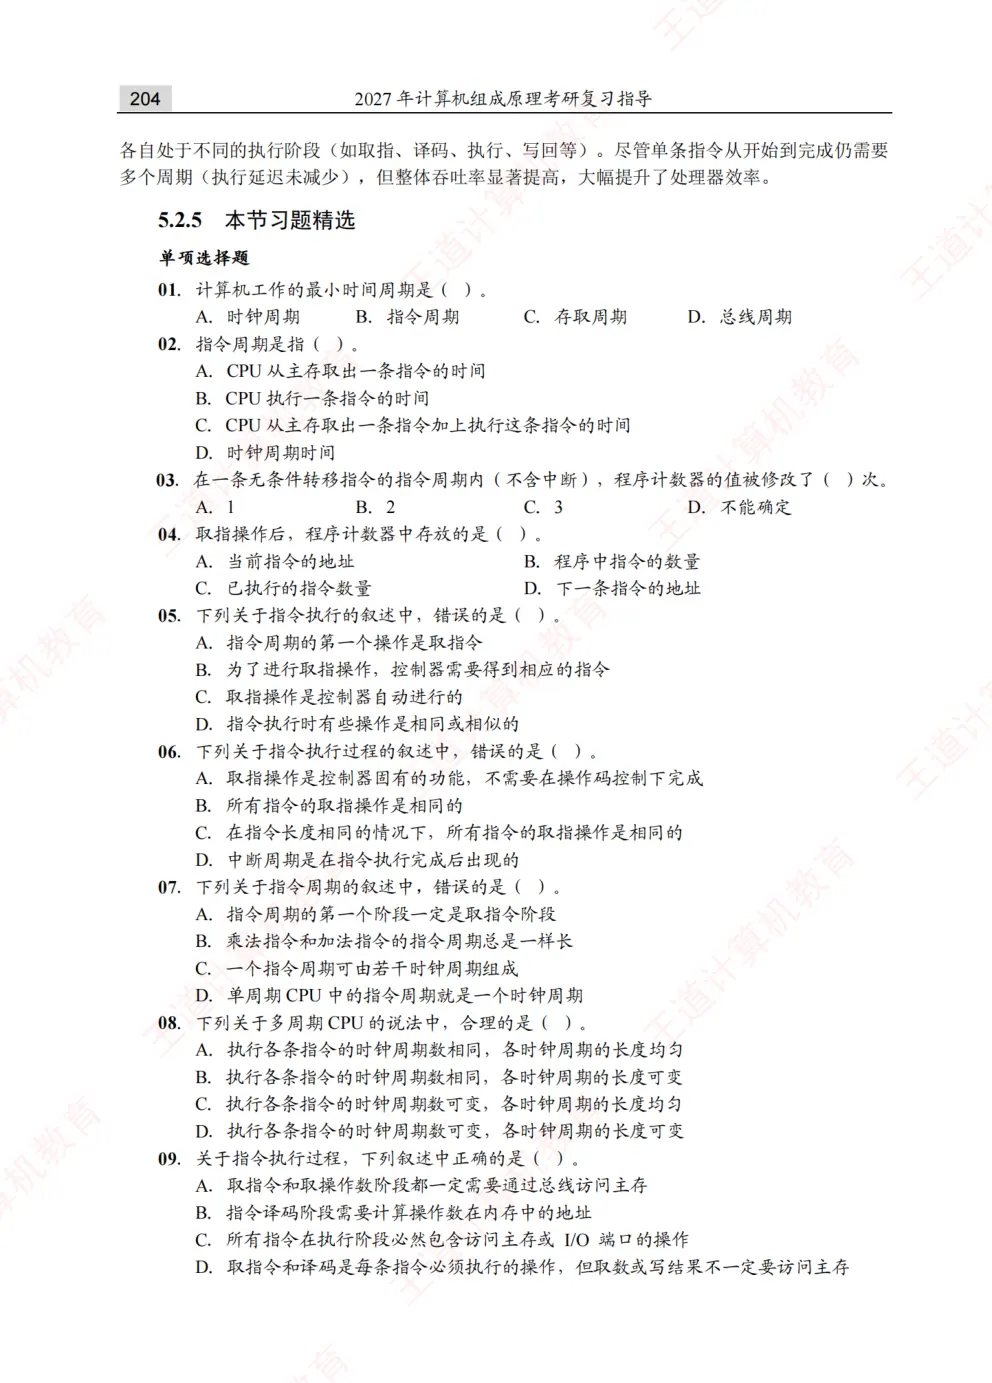 204
2027 年计算机组成原理考研复习指导
各自处于不同的执行阶段（如取指、译码、执行、写回等）。尽管单条指令从开始到完成仍需要
多个周期（执行延迟未减少），但整体吞吐率显著提高，大幅提升了处理器效率。
5.2.5 本节习题精选
单项选择题
01. 计算机工作的最小时间周期是（ ）。
A. 时钟周期 B. 指令周期 C. 存取周期 D. 总线周期
02. 指令周期是指（ ）。
A. CPU 从主存取出一条指令的时间
B. CPU 执行一条指令的时间
C. CPU 从主存取出一条指令加上执行这条指令的时间
D. 时钟周期时间
03. 在一条无条件转移指令的指令周期内（不含中断），程序计数器的值被修改了（ ）次。
A. 1 B. 2 C. 3 D. 不能确定
04. 取指操作后，程序计数器中存放的是（ ）。
A. 当前指令的地址 B. 程序中指令的数量
C. 已执行的指令数量 D. 下一条指令的地址
05. 下列关于指令执行的叙述中，错误的是（ ）。
A. 指令周期的第一个操作是取指令
B. 为了进行取指操作，控制器需要得到相应的指令
C. 取指操作是控制器自动进行的
D. 指令执行时有些操作是相同或相似的
06. 下列关于指令执行过程的叙述中，错误的是（ ）。
A. 取指操作是控制器固有的功能，不需要在操作码控制下完成
B. 所有指令的取指操作是相同的
C. 在指令长度相同的情况下，所有指令的取指操作是相同的
D. 中断周期是在指令执行完成后出现的
07. 下列关于指令周期的叙述中，错误的是（ ）。
A. 指令周期的第一个阶段一定是取指令阶段
B. 乘法指令和加法指令的指令周期总是一样长
C. 一个指令周期可由若干时钟周期组成
D. 单周期 CPU 中的指令周期就是一个时钟周期
08. 下列关于多周期 CPU 的说法中，合理的是（ ）。
A. 执行各条指令的时钟周期数相同，各时钟周期的长度均匀
B. 执行各条指令的时钟周期数相同，各时钟周期的长度可变
C. 执行各条指令的时钟周期数可变，各时钟周期的长度均匀
D. 执行各条指令的时钟周期数可变，各时钟周期的长度可变
09. 关于指令执行过程，下列叙述中正确的是（ ）。
A. 取指令和取操作数阶段都一定需要通过总线访问主存
B. 指令译码阶段需要计算操作数在内存中的地址
C. 所有指令在执行阶段必然包含访问主存或 I/O 端口的操作
D. 取指令和译码是每条指令必须执行的操作，但取数或写结果不一定要访问主存
王道计算机教育